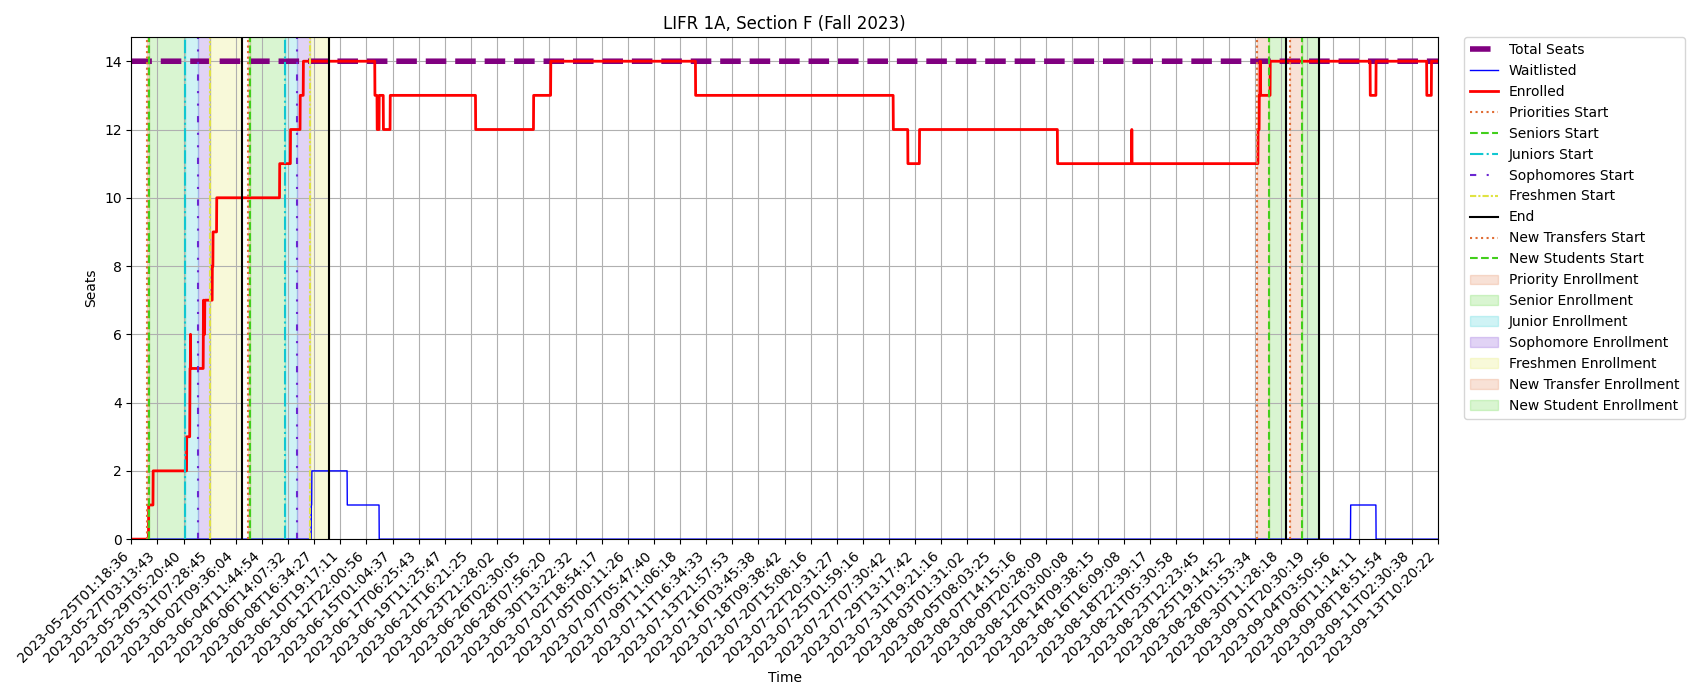 LIFR 1A, Section F (Fall 2023)
Seats
14
12
10
8
6
4
2
0
2023-05-25T01:18:36
2023-05-27T03:13:43
2023-05-29T05:20:40
2023-05-31T07:28:45
2023-06-02T09:36:04
2023-06-04T11:44:54
2023-06-06T14:07:32
2023-06-08T16:34:27
2023-06-10T19:17:11
2023-06-12T22:00:56
2023-06-15T01:04:37
2023-06-17T06:25:43
2023-06-19T11:25:47
2023-06-21T16:21:25
2023-06-23T21:28:02
2023-06-26T02:30:05
2023-06-28T07:56:20
2023-06-30T13:22:32
2023-07-02T18:54:17
2023-07-05T00:11:26
2023-07-07T05:47:40
2023-07-09T11:06:18
2023-07-11T16:34:33
2023-07-13T21:57:53
2023-07-16T03:45:38
2023-07-18T09:38:42
2023-07-20T15:08:16
2023-07-22T20:31:27
2023-07-25T01:59:16
2023-07-27T07:30:42
2023-07-29T13:17:42
2023-07-31T19:21:16
2023-08-03T01:31:02
2023-08-05T08:03:25
2023-08-07T14:15:16
2023-08-09T20:28:09
2023-08-12T03:00:08
2023-08-14T09:38:15
2023-08-16T16:09:08
2023-08-18T22:39:17
2023-08-21T05:30:58
2023-08-23T12:23:45
2023-08-25T19:14:52
2023-08-28T01:53:34
2023-08-30T11:28:18
2023-09-01T20:30:19
2023-09-04T03:50:56
2023-09-06T11:14:11
2023-09-08T18:51:54
2023-09-11T02:30:38
2023-09-13T10:20:22
Time
Total Seats
Waitlisted
Enrolled
Priorities Start
Seniors Start
Juniors Start
Sophomores Start
Freshmen Start
End
New Transfers Start
New Students Start
Priority Enrollment
Senior Enrollment
Junior Enrollment
Sophomore Enrollment
Freshmen Enrollment
New Transfer Enrollment
New Student Enrollment